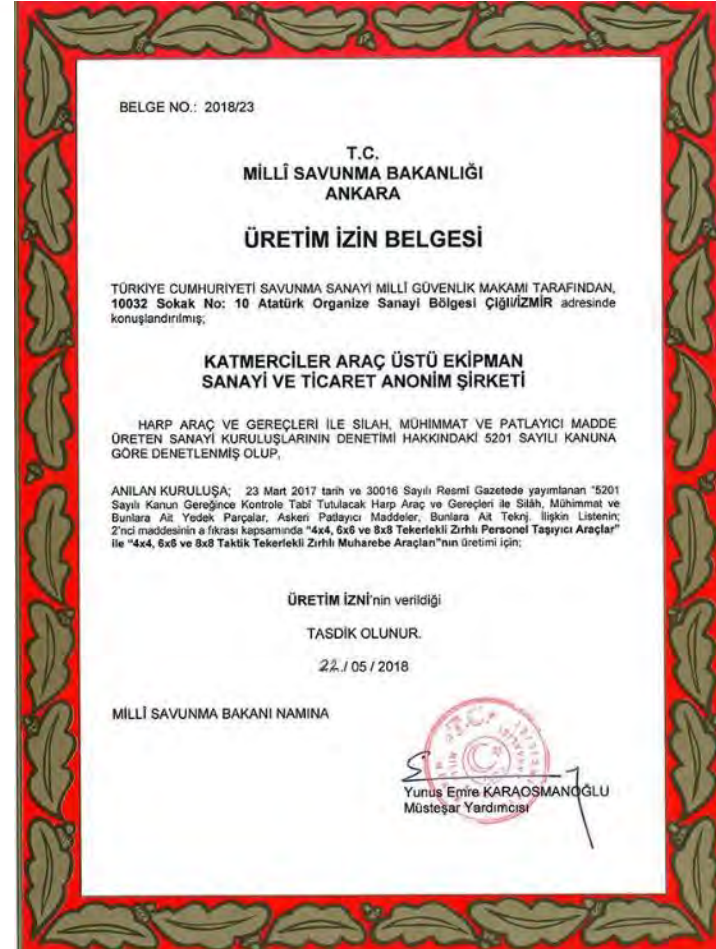 BELGE NO.: 2018/23
T.C.
MİLLÎ SAVUNMA BAKANLIĞI
ANKARA
ÜRETİM İZİN BELGESİ
TÜRKİYE CUMHURİYETİ SAVUNMA SANAYİ MİLLÎ GÜVENLİK MAKAMI TARAFINDAN,
10032 Sokak No: 10 Atatürk Organize Sanayi Bölgesi Çiğli/İZMİR adresinde
konuşlandırılmış;
KATMERCİLER ARAÇ ÜSTÜ EKİPMAN
SANAYİ VE TİCARET ANONİM ŞİRKETİ
HARP ARAÇ VE GEREÇLERİ İLE SİLAH, MÜHİMMAT VE PATLAYICI MADDE
ÜRETEN SANAYİ KURULUŞLARININ DENETİMİ HAKKINDAKİ 5201 SAYILI KANUNA
GÖRE DENETLENMİŞ OLUP,
ANILAN KURULUŞA; 23 Mart 2017 tarih ve 30016 Sayılı Resmî Gazetede yayımlanan "5201
Sayılı Kanun Gereğince Kontrole Tabî Tutulacak Harp Araç ve Gereçleri ile Silâh, Mühimmat ve
Bunlara Ait Yedek Parçalar, Askeri Patlayıcı Maddeler, Bunlara Ait Teknj. İlişkin Listenin;
2'nci maddesinin a fıkrası kapsamında "4x4, 6x6 ve 8x8 Tekerlekli Zırhlı Personel Taşıyıcı Araçlar"
ile "4x4, 6x6 ve 8x8 Taktik Tekerlekli Zırhlı Muharebe Araçları"nın üretimi için;
ÜRETİM İZNİ'nin verildiği
TASDİK OLUNUR.
22 / 05 / 2018
MİLLÎ SAVUNMA BAKANI NAMINA
Yunus Emre KARAOSMANOĞLU
Müsteşar Yardımcısı